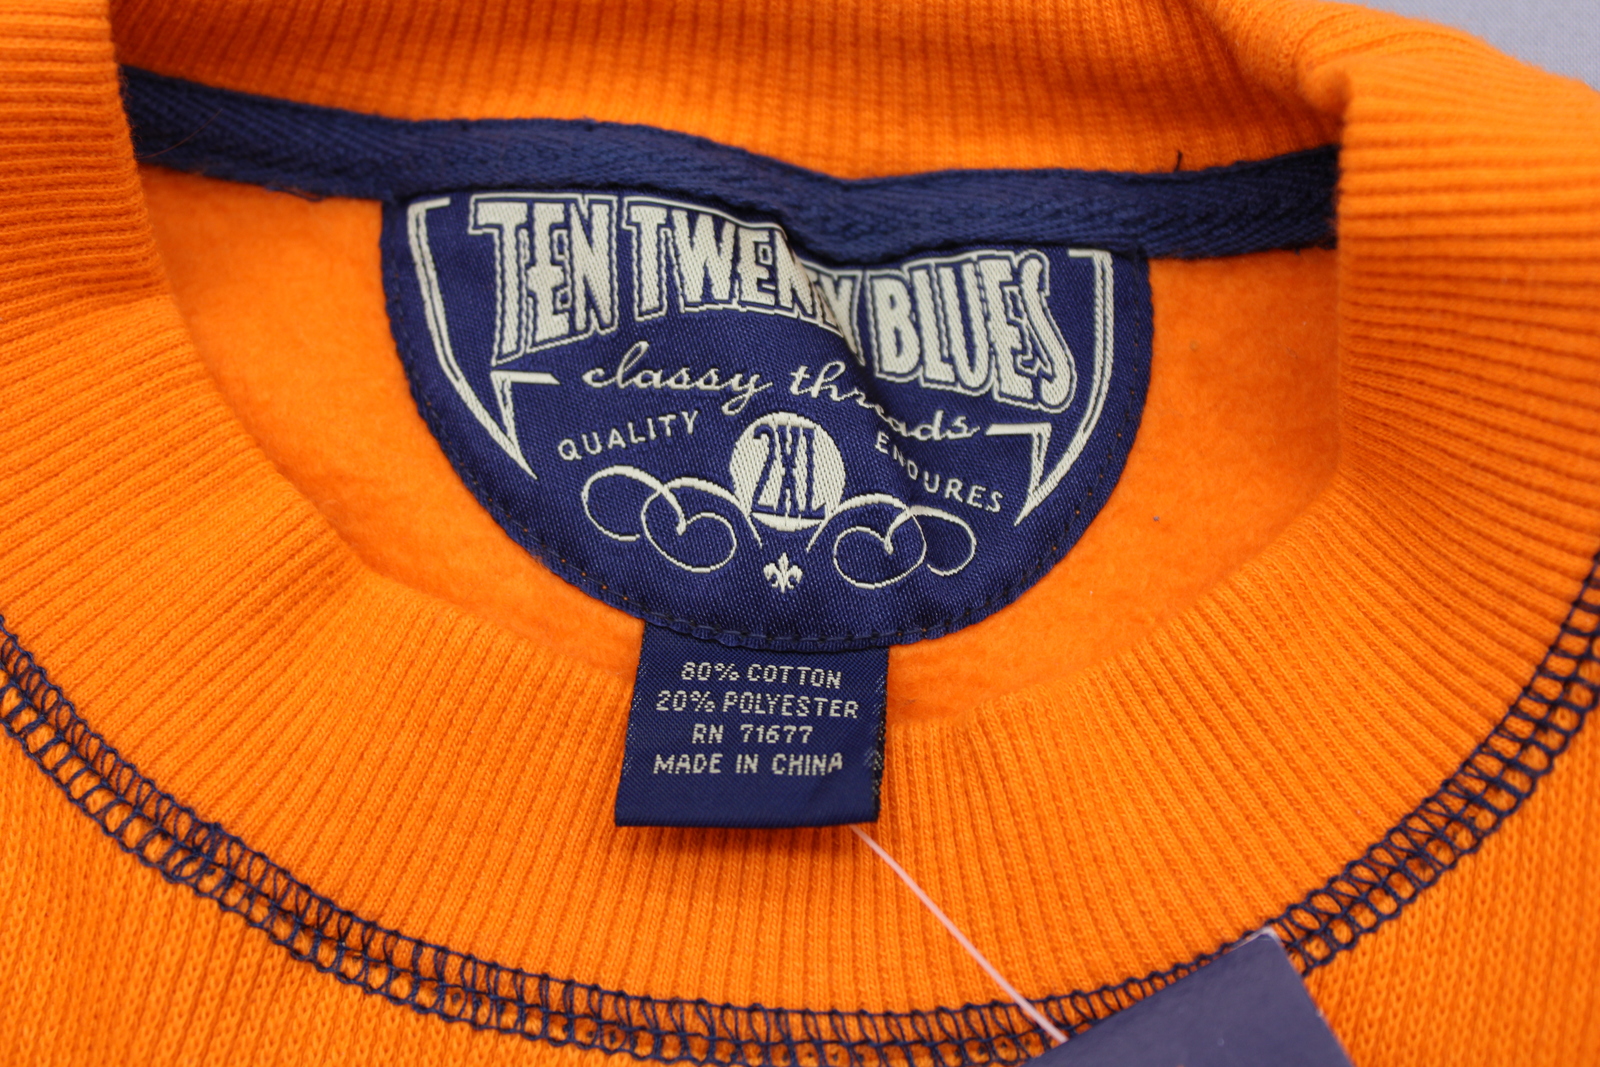 TEN TWENTY BLUES
classy threads
QUALITY 2XL ENDURES
80% COTTON
20% POLYESTER
RN 71677
MADE IN CHINA